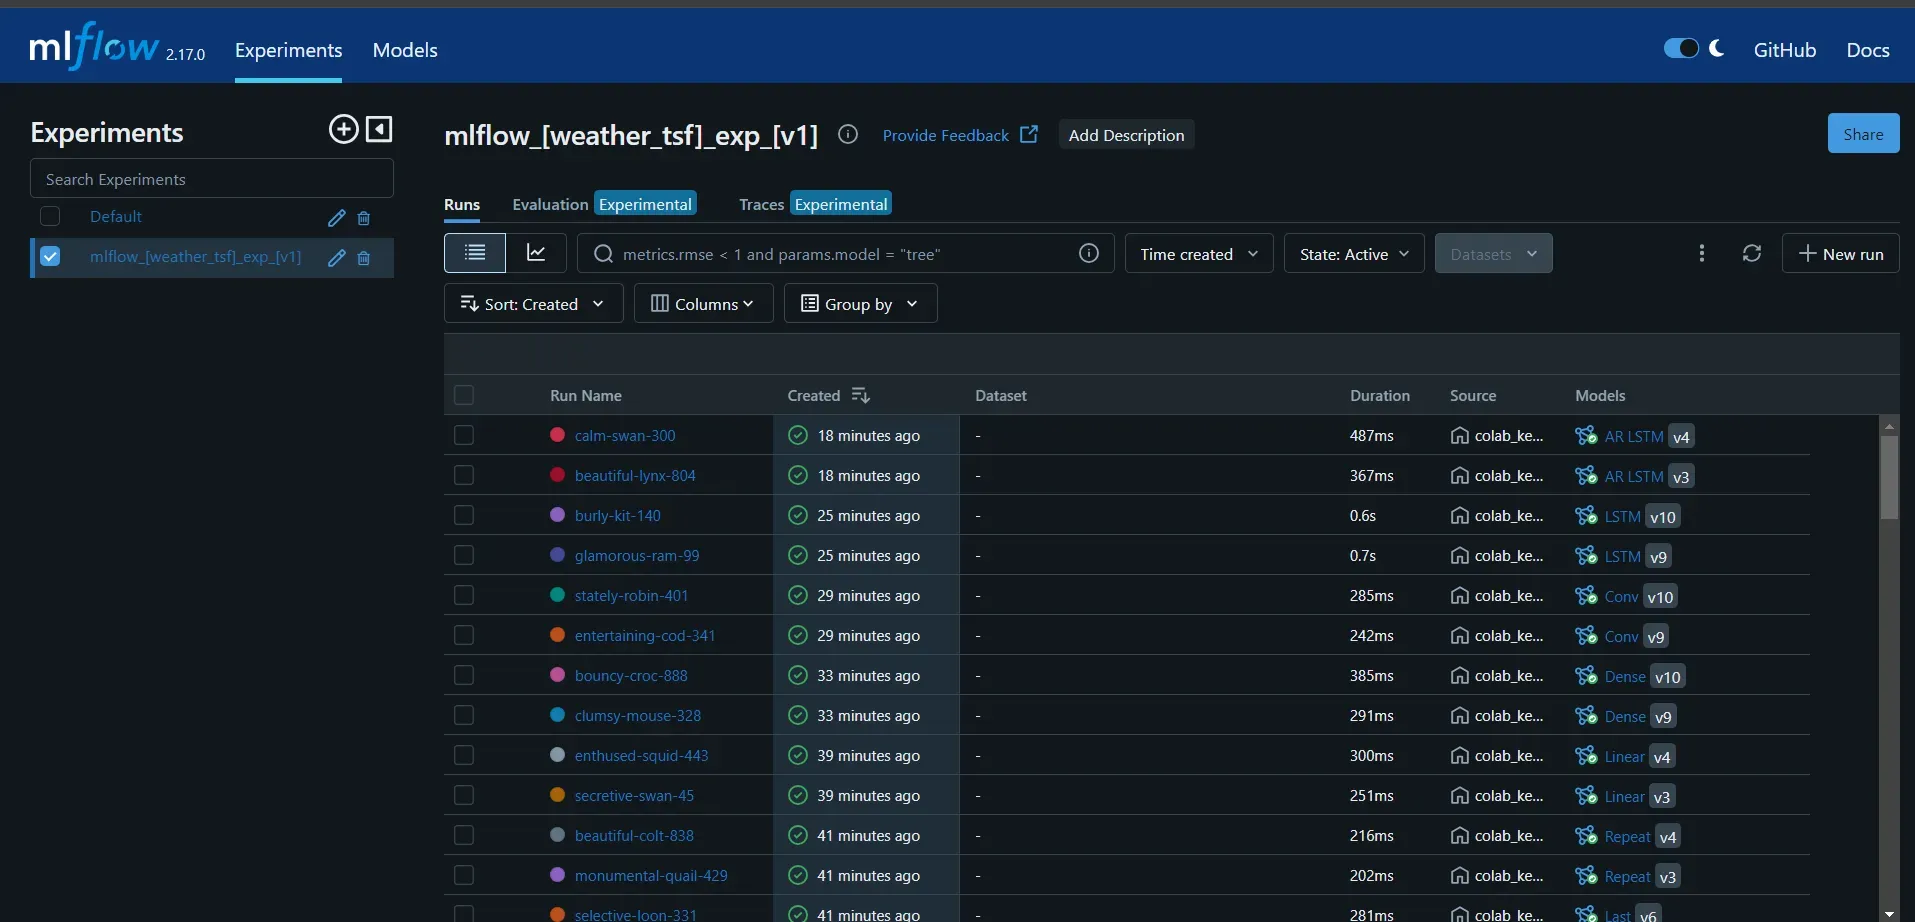 mlflow 2.17.0 Experiments Models GitHub Docs
Experiments
Search Experiments
Default
mlflow_[weather_tsf]_exp_[v1]
mlflow_[weather_tsf]_exp_[v1] Provide Feedback Add Description Share
Runs Evaluation Experimental Traces Experimental
metrics.rmse < 1 and params.model = "tree" Time created State: Active Datasets New run
Sort: Created Columns Group by
Run Name Created Dataset Duration Source Models
calm-swan-300 18 minutes ago - 487ms colab_ke... AR LSTM v4
beautiful-lynx-804 18 minutes ago - 367ms colab_ke... AR LSTM v3
burly-kit-140 25 minutes ago - 0.6s colab_ke... LSTM v10
glamorous-ram-99 25 minutes ago - 0.7s colab_ke... LSTM v9
stately-robin-401 29 minutes ago - 285ms colab_ke... Conv v10
entertaining-cod-341 29 minutes ago - 242ms colab_ke... Conv v9
bouncy-croc-888 33 minutes ago - 385ms colab_ke... Dense v10
clumsy-mouse-328 33 minutes ago - 291ms colab_ke... Dense v9
enthused-squid-443 39 minutes ago - 300ms colab_ke... Linear v4
secretive-swan-45 39 minutes ago - 251ms colab_ke... Linear v3
beautiful-colt-838 41 minutes ago - 216ms colab_ke... Repeat v4
monumental-quail-429 41 minutes ago - 202ms colab_ke... Repeat v3
selective-loon-331 41 minutes ago - 281ms colab_ke... Last v6